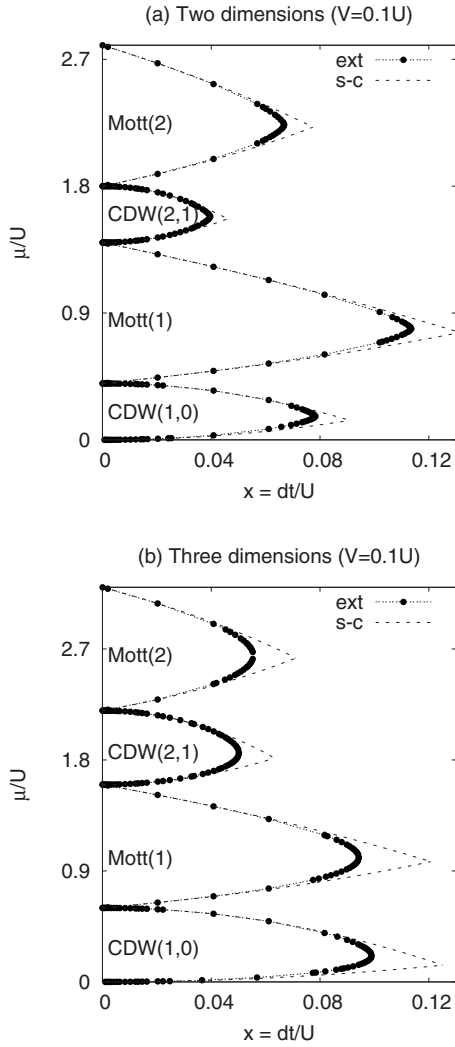 (a) Two dimensions (V=0.1U)
ext
s-c
2.7
1.8
0.9
0
μ/U
Mott(2)
CDW(2,1)
Mott(1)
CDW(1,0)
0 0.04 0.08 0.12
x = dt/U
(b) Three dimensions (V=0.1U)
ext
s-c
2.7
1.8
0.9
0
μ/U
Mott(2)
CDW(2,1)
Mott(1)
CDW(1,0)
0 0.04 0.08 0.12
x = dt/U